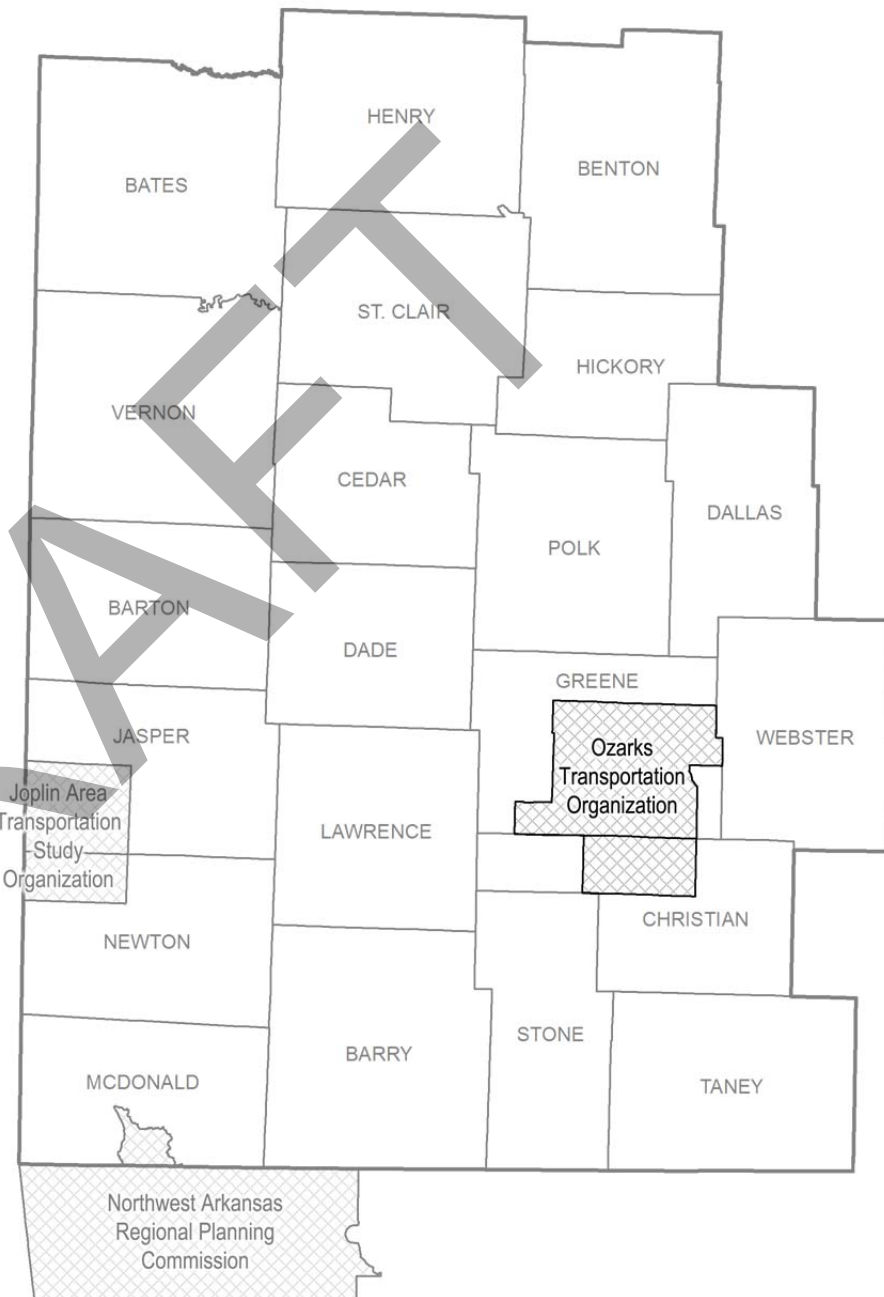 HENRY
BENTON
BATES
ST. CLAIR
HICKORY
VERNON
CEDAR
DALLAS
POLK
BARTON
DADE
GREENE
JASPER
WEBSTER
Ozarks
Transportation
Organization
Joplin Area
Transportation
Study
Organization
LAWRENCE
CHRISTIAN
NEWTON
STONE
BARRY
MCDONALD
TANEY
Northwest Arkansas
Regional Planning
Commission
AFT